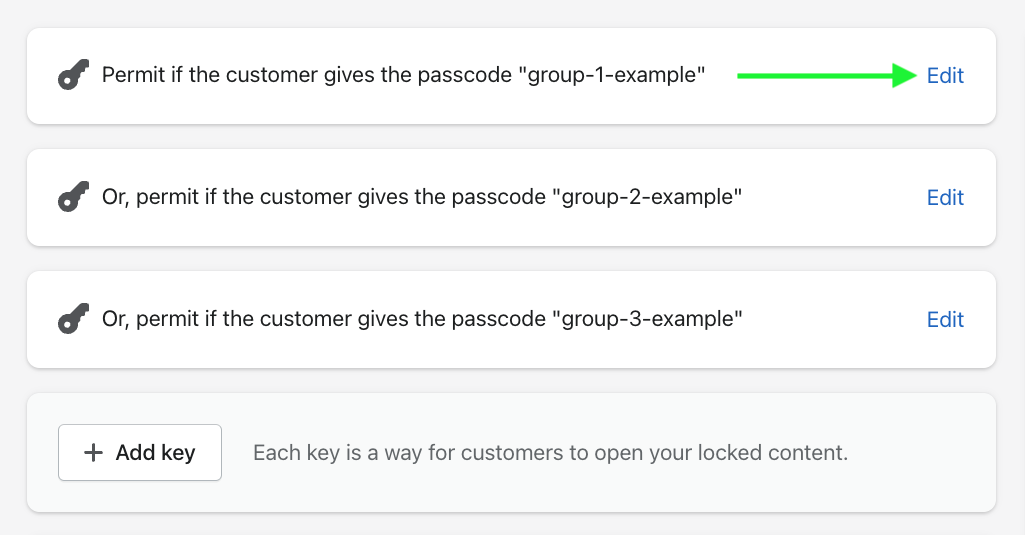 Permit if the customer gives the passcode "group-1-example" Edit
Or, permit if the customer gives the passcode "group-2-example" Edit
Or, permit if the customer gives the passcode "group-3-example" Edit
Add key Each key is a way for customers to open your locked content.